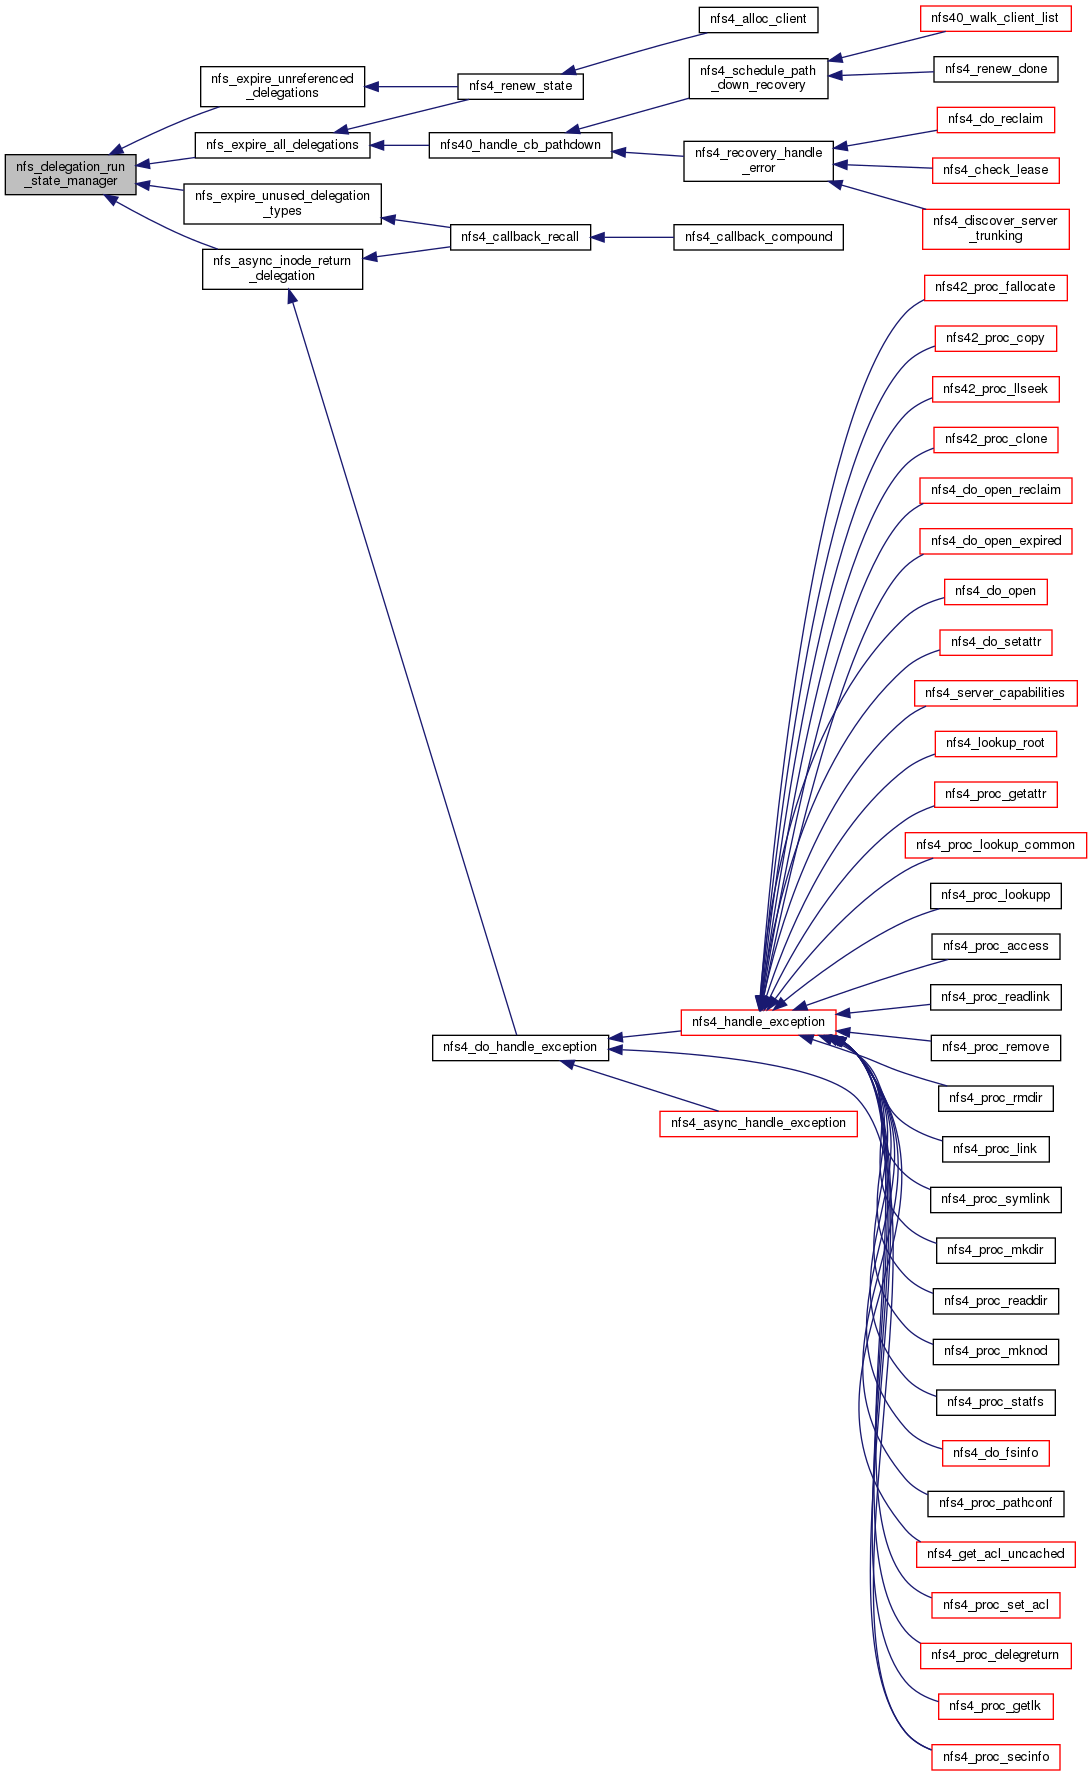 nfs4_alloc_client
nfs40_walk_client_list
nfs_expire_unreferenced
_delegations
nfs4_renew_state
nfs4_schedule_path
_down_recovery
nfs4_renew_done
nfs_delegation_run
_state_manager
nfs_expire_all_delegations
nfs40_handle_cb_pathdown
nfs4_recovery_handle
_error
nfs4_do_reclaim
nfs4_check_lease
nfs4_discover_server
_trunking
nfs_expire_unused_delegation
_types
nfs4_callback_recall
nfs4_callback_compound
nfs_async_inode_return
_delegation
nfs42_proc_fallocate
nfs42_proc_copy
nfs42_proc_llseek
nfs42_proc_clone
nfs4_do_open_reclaim
nfs4_do_open_expired
nfs4_do_open
nfs4_do_setattr
nfs4_server_capabilities
nfs4_lookup_root
nfs4_proc_getattr
nfs4_proc_lookup_common
nfs4_proc_lookupp
nfs4_proc_access
nfs4_proc_readlink
nfs4_handle_exception
nfs4_do_handle_exception
nfs4_proc_remove
nfs4_proc_rmdir
nfs4_async_handle_exception
nfs4_proc_link
nfs4_proc_symlink
nfs4_proc_mkdir
nfs4_proc_readdir
nfs4_proc_mknod
nfs4_proc_statfs
nfs4_do_fsinfo
nfs4_proc_pathconf
nfs4_get_acl_uncached
nfs4_proc_set_acl
nfs4_proc_delegreturn
nfs4_proc_getlk
nfs4_proc_secinfo